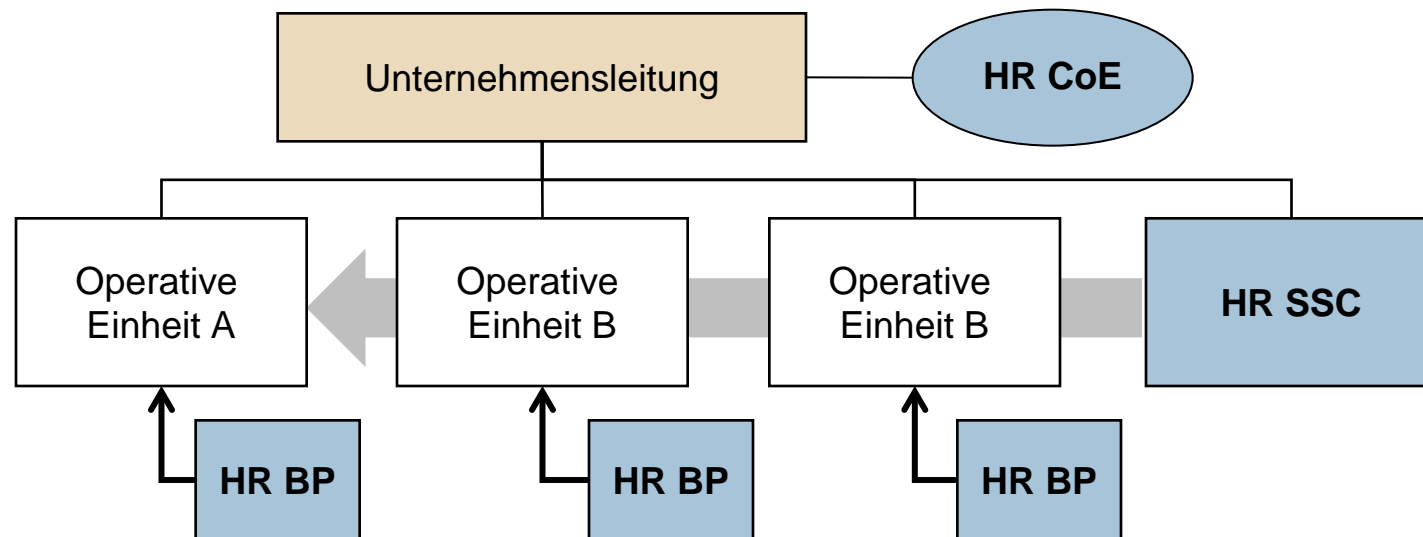 Unternehmensleitung
HR CoE
Operative
Einheit A
Operative
Einheit B
Operative
Einheit B
HR SSC
HR BP
HR BP
HR BP